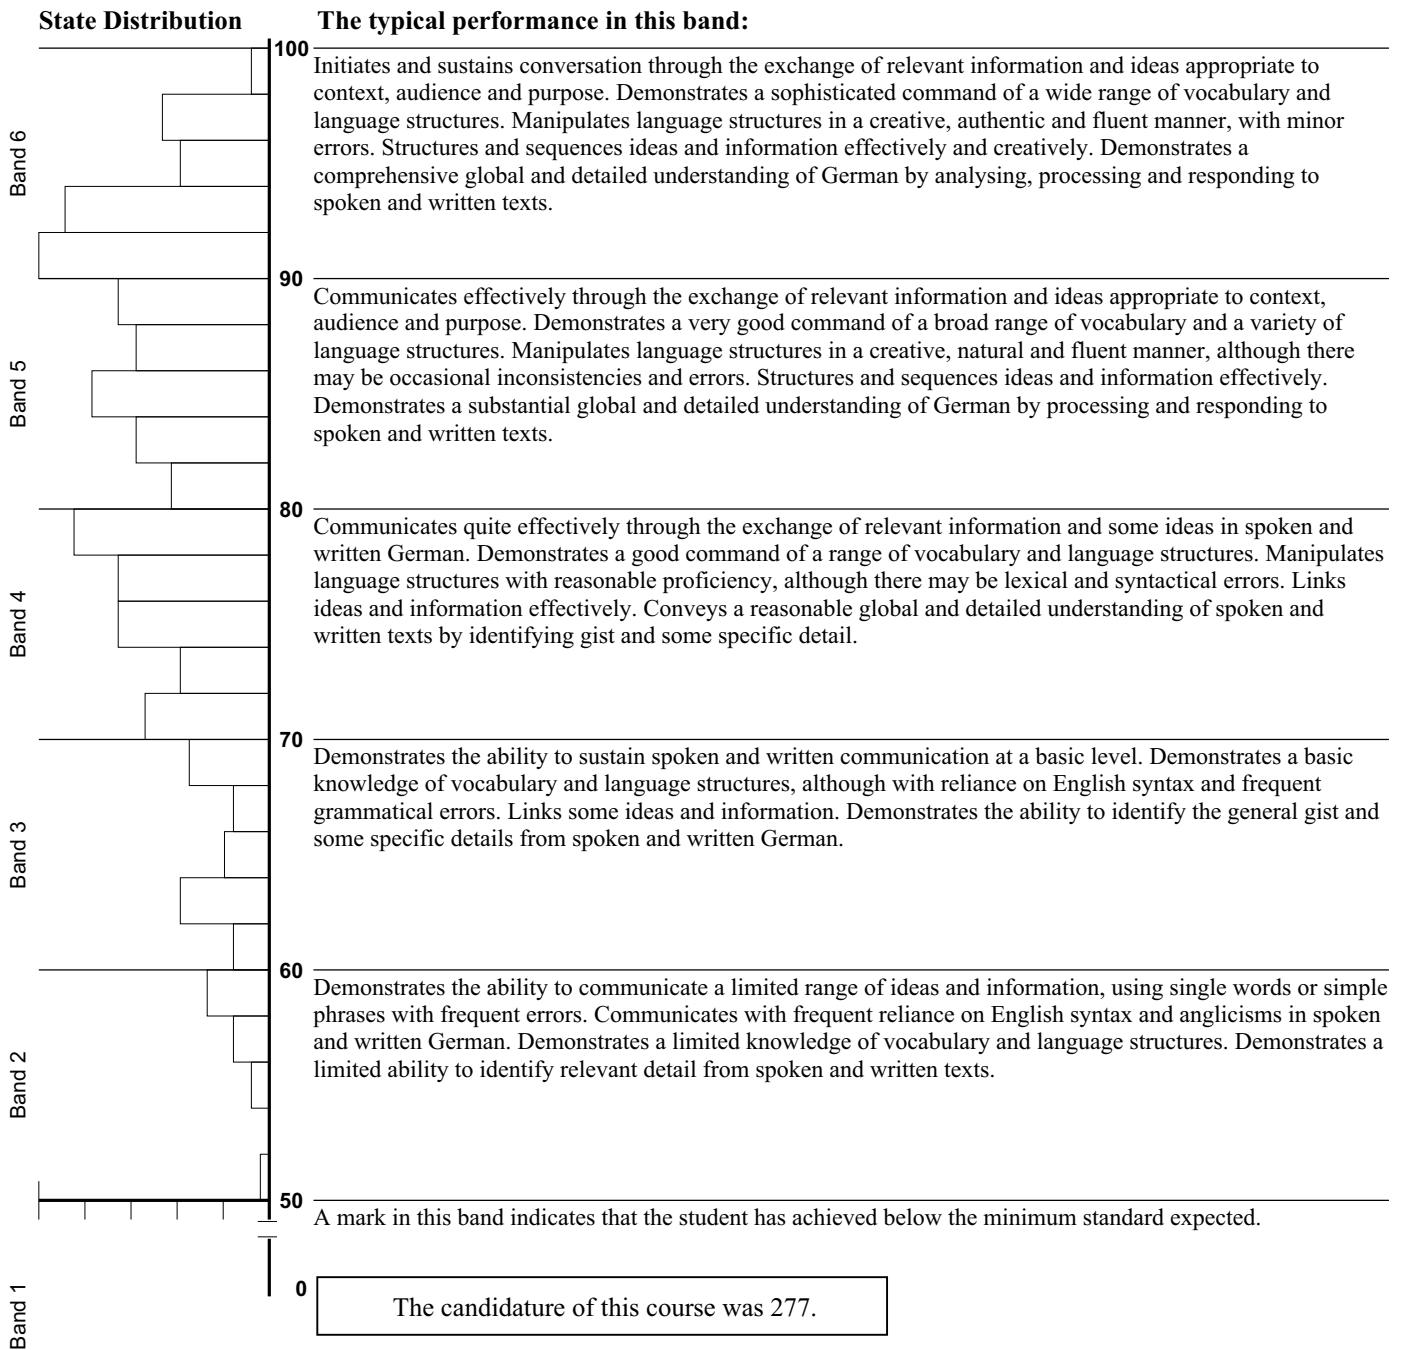 State Distribution
The typical performance in this band:
100
Initiates and sustains conversation through the exchange of relevant information and ideas appropriate to
context, audience and purpose. Demonstrates a sophisticated command of a wide range of vocabulary and
language structures. Manipulates language structures in a creative, authentic and fluent manner, with minor
errors. Structures and sequences ideas and information effectively and creatively. Demonstrates a
comprehensive global and detailed understanding of German by analysing, processing and responding to
spoken and written texts.
Band 6
90
Communicates effectively through the exchange of relevant information and ideas appropriate to context,
audience and purpose. Demonstrates a very good command of a broad range of vocabulary and a variety of
language structures. Manipulates language structures in a creative, natural and fluent manner, although there
may be occasional inconsistencies and errors. Structures and sequences ideas and information effectively.
Demonstrates a substantial global and detailed understanding of German by processing and responding to
spoken and written texts.
Band 5
80
Communicates quite effectively through the exchange of relevant information and some ideas in spoken and
written German. Demonstrates a good command of a range of vocabulary and language structures. Manipulates
language structures with reasonable proficiency, although there may be lexical and syntactical errors. Links
ideas and information effectively. Conveys a reasonable global and detailed understanding of spoken and
written texts by identifying gist and some specific detail.
Band 4
70
Demonstrates the ability to sustain spoken and written communication at a basic level. Demonstrates a basic
knowledge of vocabulary and language structures, although with reliance on English syntax and frequent
grammatical errors. Links some ideas and information. Demonstrates the ability to identify the general gist and
some specific details from spoken and written German.
Band 3
60
Demonstrates the ability to communicate a limited range of ideas and information, using single words or simple
phrases with frequent errors. Communicates with frequent reliance on English syntax and anglicisms in spoken
and written German. Demonstrates a limited knowledge of vocabulary and language structures. Demonstrates a
limited ability to identify relevant detail from spoken and written texts.
Band 2
50
A mark in this band indicates that the student has achieved below the minimum standard expected.
0
Band 1
The candidature of this course was 277.